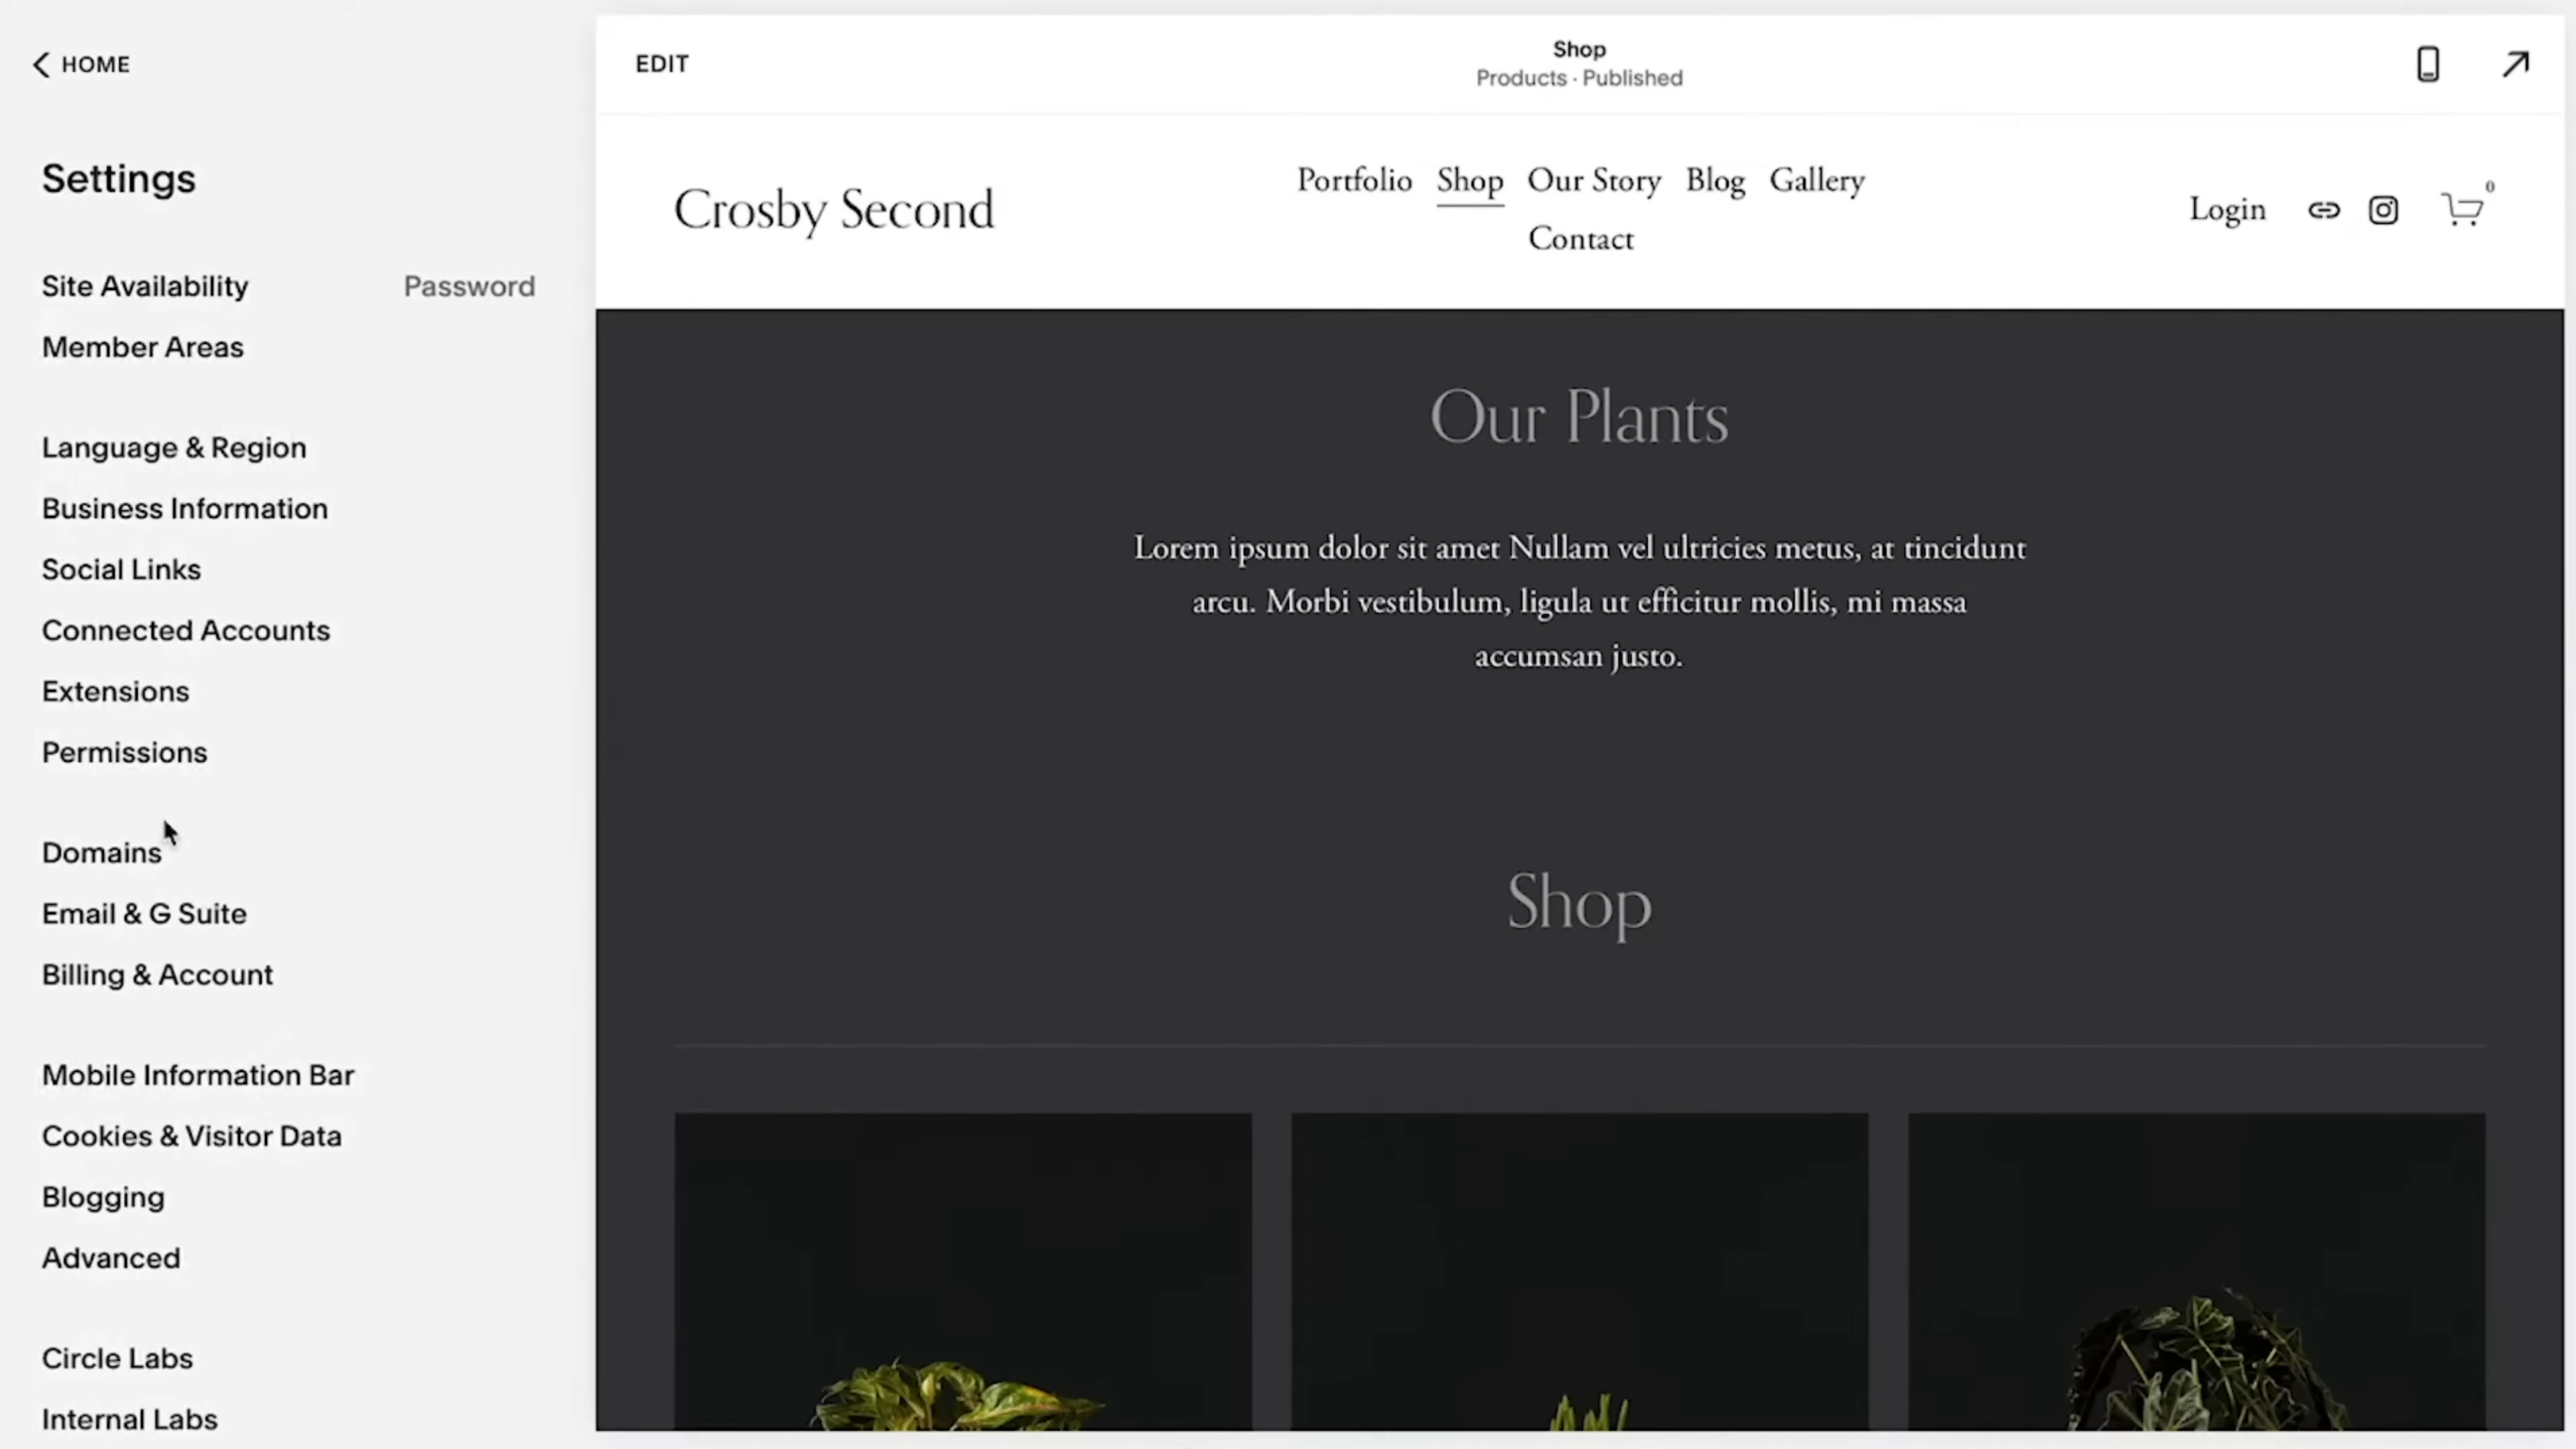 HOME
Settings
Site Availability Password
Member Areas
Language & Region
Business Information
Social Links
Connected Accounts
Extensions
Permissions
Domains
Email & G Suite
Billing & Account
Mobile Information Bar
Cookies & Visitor Data
Blogging
Advanced
Circle Labs
Internal Labs
EDIT
Shop
Products · Published
Crosby Second
Portfolio Shop Our Story Blog Gallery
Contact
Login
0
Our Plants
Lorem ipsum dolor sit amet Nullam vel ultricies metus, at tincidunt
arcu. Morbi vestibulum, ligula ut efficitur mollis, mi massa
accumsan justo.
Shop